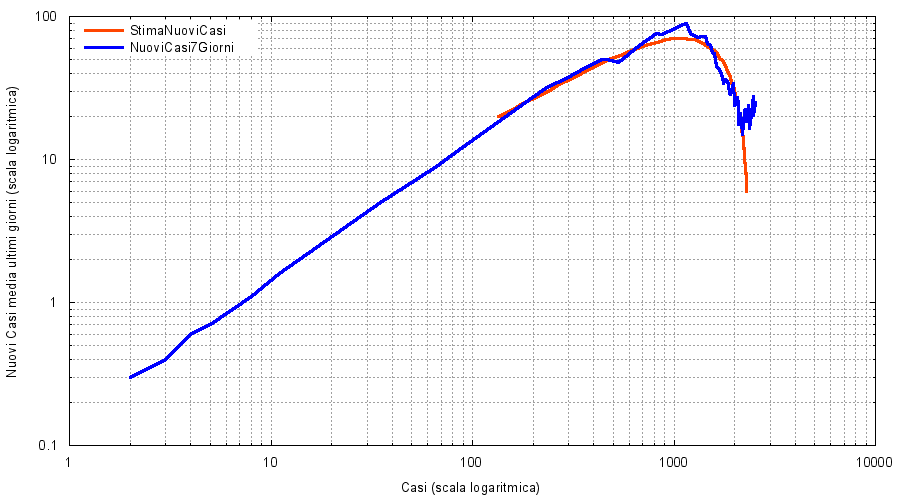 100
10
1
0.1
Nuovi Casi media ultimi giorni (scala logaritmica)
StimaNuoviCasi
NuoviCasi7Giorni
1
10
100
1000
10000
Casi (scala logaritmica)